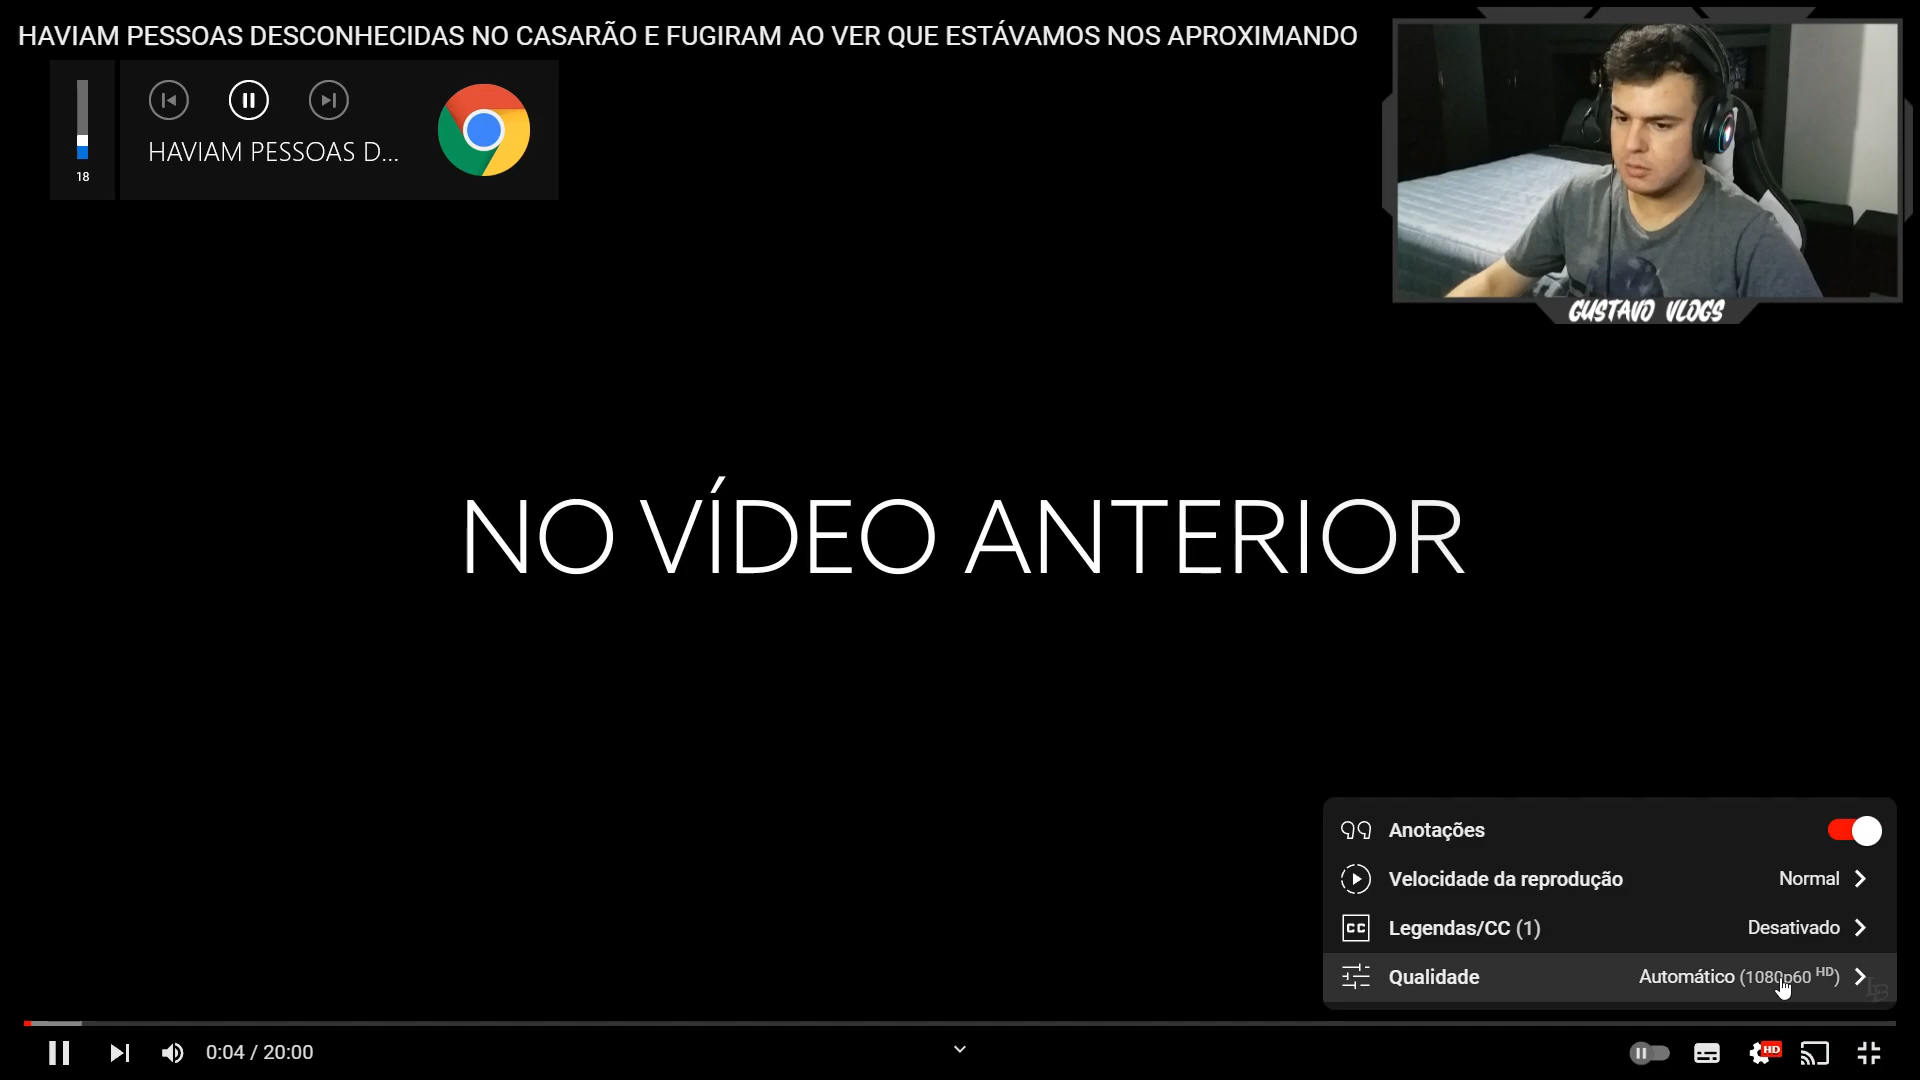 HAVIAM PESSOAS DESCONHECIDAS NO CASARÃO E FUGIRAM AO VER QUE ESTÁVAMOS NOS APROXIMANDO
HAVIAM PESSOAS D...
18
GUSTAVO VLOGS
NO VÍDEO ANTERIOR
Anotações
Velocidade da reprodução Normal
CC Legendas/CC (1) Desativado
Qualidade Automático (1080p60 HD)
LB
0:04 / 20:00
HD